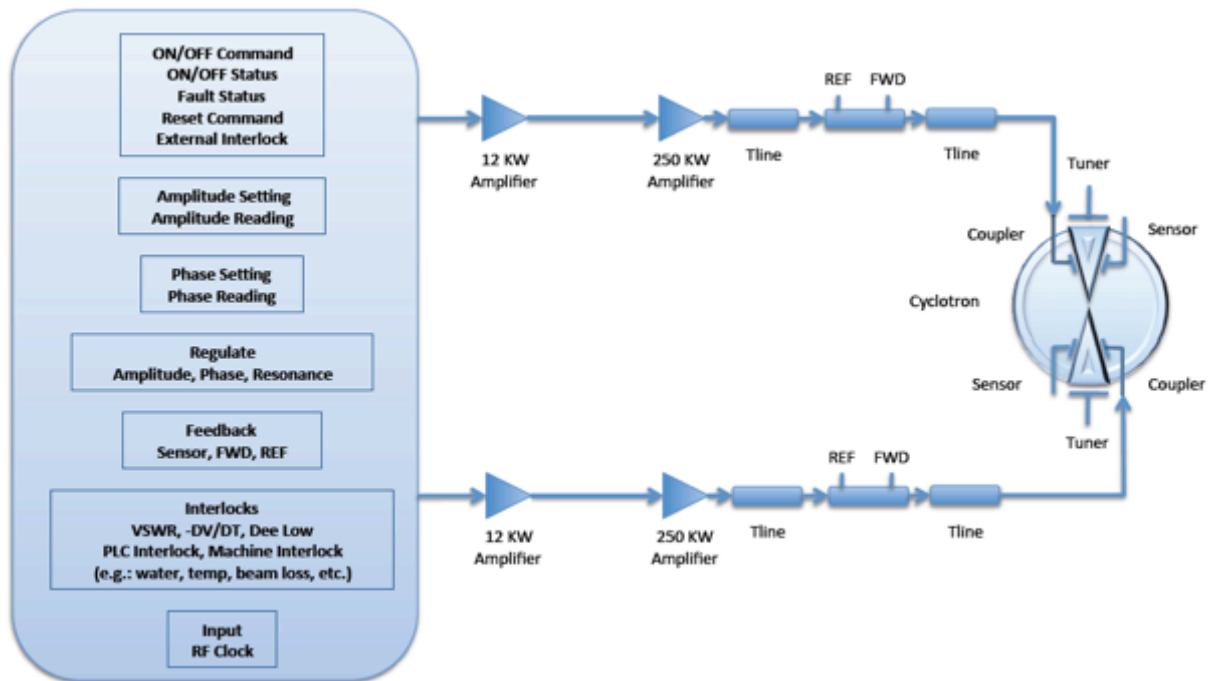 ON/OFF Command
ON/OFF Status
Fault Status
Reset Command
External Interlock
Amplitude Setting
Amplitude Reading
Phase Setting
Phase Reading
Regulate
Amplitude, Phase, Resonance
Feedback
Sensor, FWD, REF
Interlocks
VSWR, -DV/DT, Dee Low
PLC Interlock, Machine Interlock
(e.g.: water, temp, beam loss, etc.)
Input
RF Clock
12 KW
Amplifier
250 KW
Amplifier
Tline
REF
FWD
Tline
Tuner
Coupler
Sensor
Cyclotron
Sensor
Coupler
Tuner
12 KW
Amplifier
250 KW
Amplifier
Tline
REF
FWD
Tline